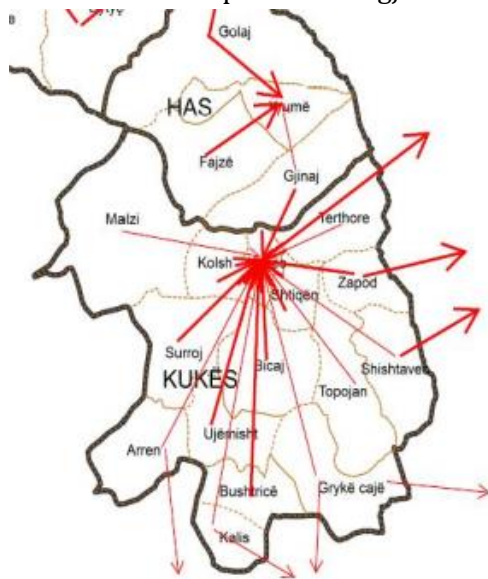 Golaj
HAS
Krumë
Fajzë
Gjinaj
Malzi
Terthore
Kolsh
Shtiqën
Zapod
Surroj
Bicaj
Shishtavec
KUKËS
Topojan
Ujëmisht
Arren
Bushtricë
Grykë cajë
Kalis